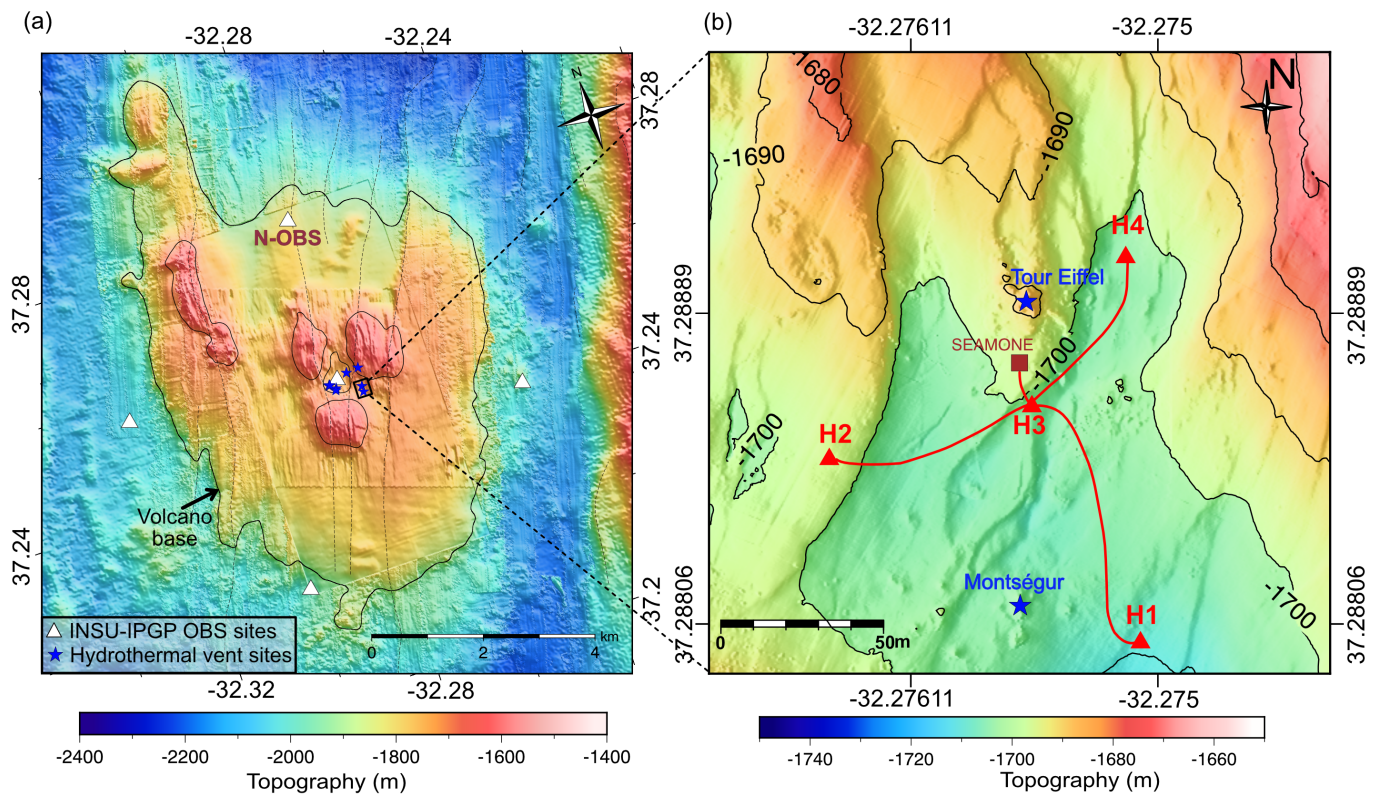 (a)
-32.28
-32.24
N
37.28
N-OBS
37.28
37.24
Volcano
base
37.24
37.2
INSU-IPGP OBS sites
Hydrothermal vent sites
km
0
2
4
-32.32
-32.28
-2400
-2200
-2000
-1800
-1600
-1400
Topography (m)
(b)
-32.27611
-32.275
-1680
N
-1690
-1690
H4
Tour Eiffel
37.28889
37.28889
SEAMONE
-1700
H3
H2
-1700
Montségur
H1
-1700
37.28806
37.28806
0
50m
-32.27611
-32.275
-1740
-1720
-1700
-1680
-1660
Topography (m)